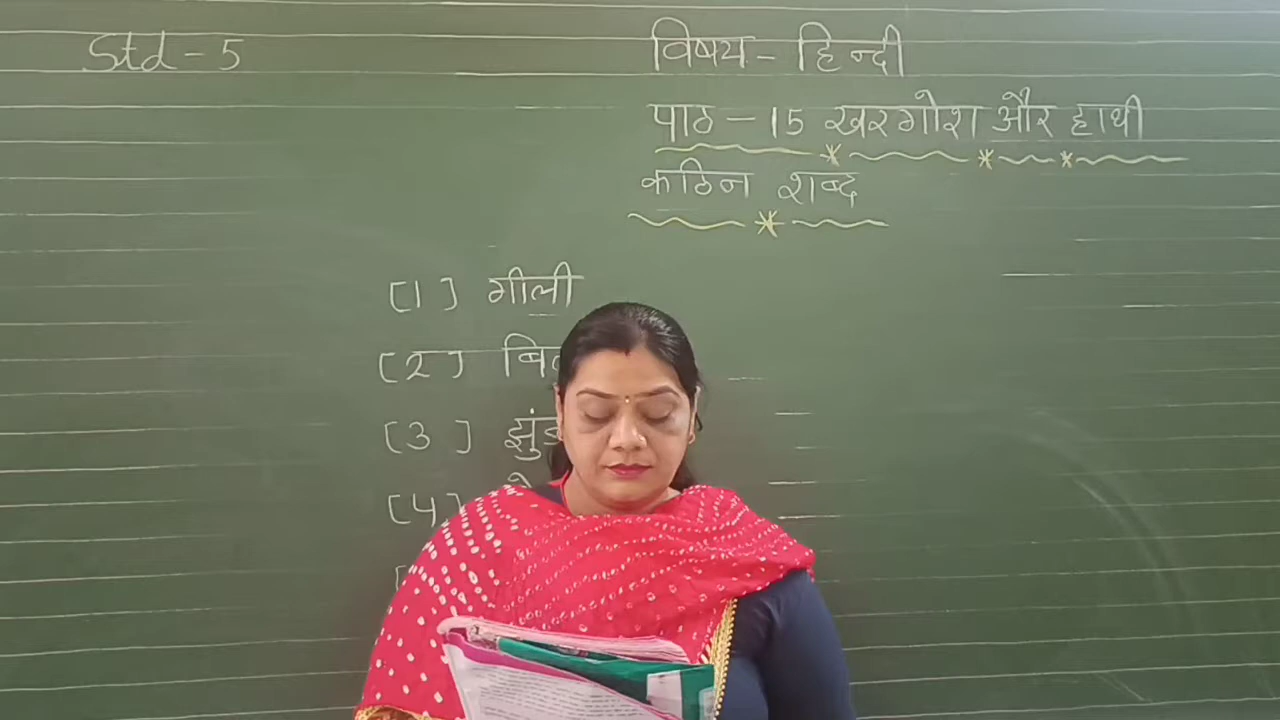 Std - 5
विषय - हिन्दी
पाठ - 15 खरगोश और हाथी
कठिन शब्द
[1] गीली
[2]
[3]
[4]